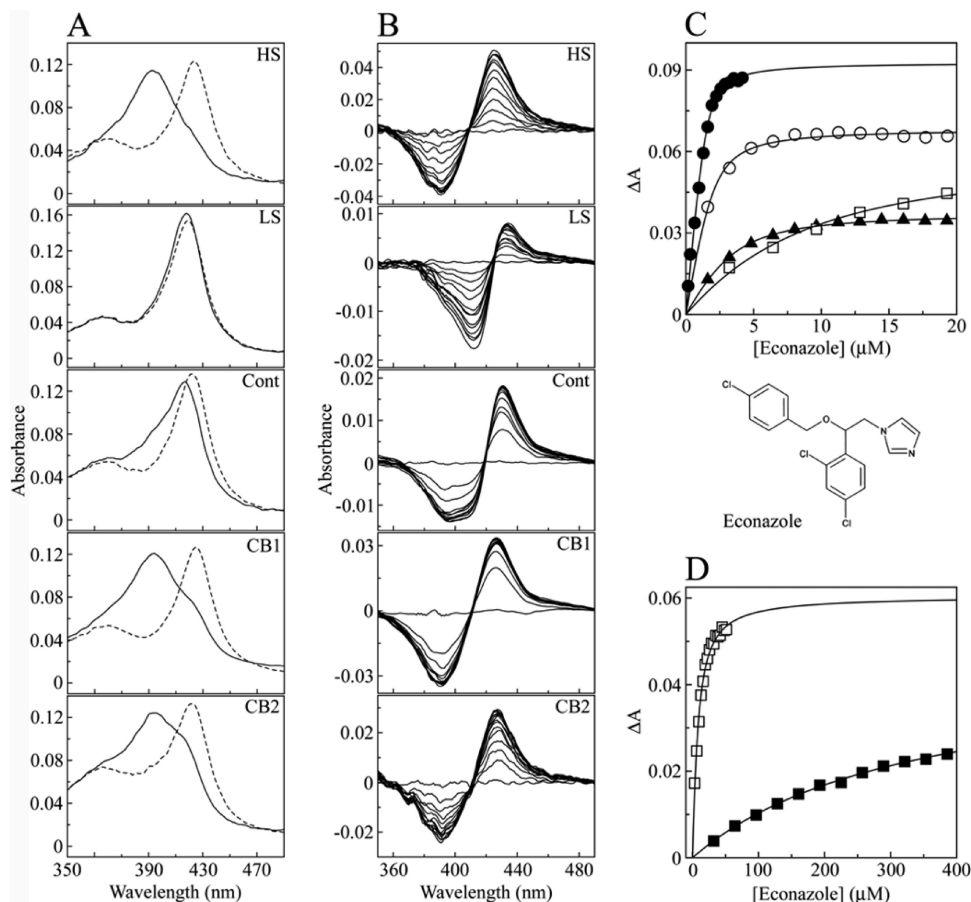 A
HS
0.12
0.08
0.04
0
LS
0.16
0.12
0.08
0.04
0
Cont
0.12
0.08
0.04
0
CB1
0.12
0.08
0.04
0
CB2
0.12
0.08
0.04
0
350 390 430 470
Wavelength (nm)
Absorbance
B
HS
0.04
0.02
0
-0.02
-0.04
LS
0.01
0
-0.01
-0.02
Cont
0.02
0.01
0
-0.01
CB1
0.03
0
-0.03
CB2
0.02
0
-0.02
360 400 440 480
Wavelength (nm)
Absorbance
C
0.09
0.06
0.03
0
0 5 10 15 20
ΔA
[Econazole] (μM)
Cl
O
N
N
Cl
Cl
Econazole
D
0.06
0.04
0.02
0
0 100 200 300 400
ΔA
[Econazole] (μM)